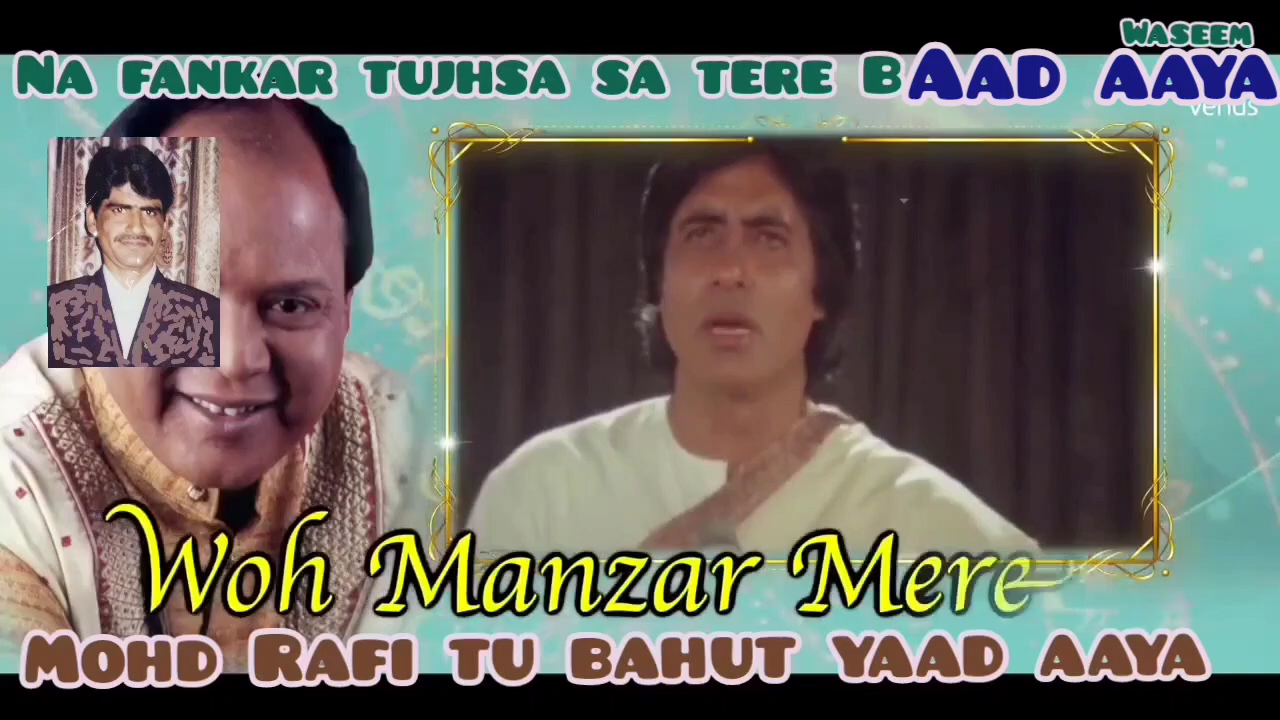 Waseem
Na fankar tujhsa sa tere baad aaya
Venus
Woh Manzar Mere
Mohd Rafi tu bahut yaad aaya